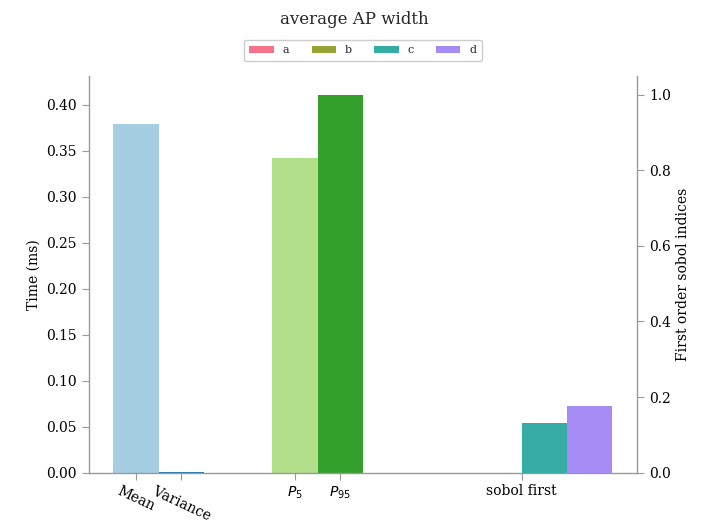 average AP width
a b c d
0.40 1.0
0.35
0.8
0.30
0.25 0.6
0.20
0.15 0.4
0.10
0.2
0.05
0.00 0.0
Time (ms)
First order sobol indices
Mean Variance P5 P95 sobol first